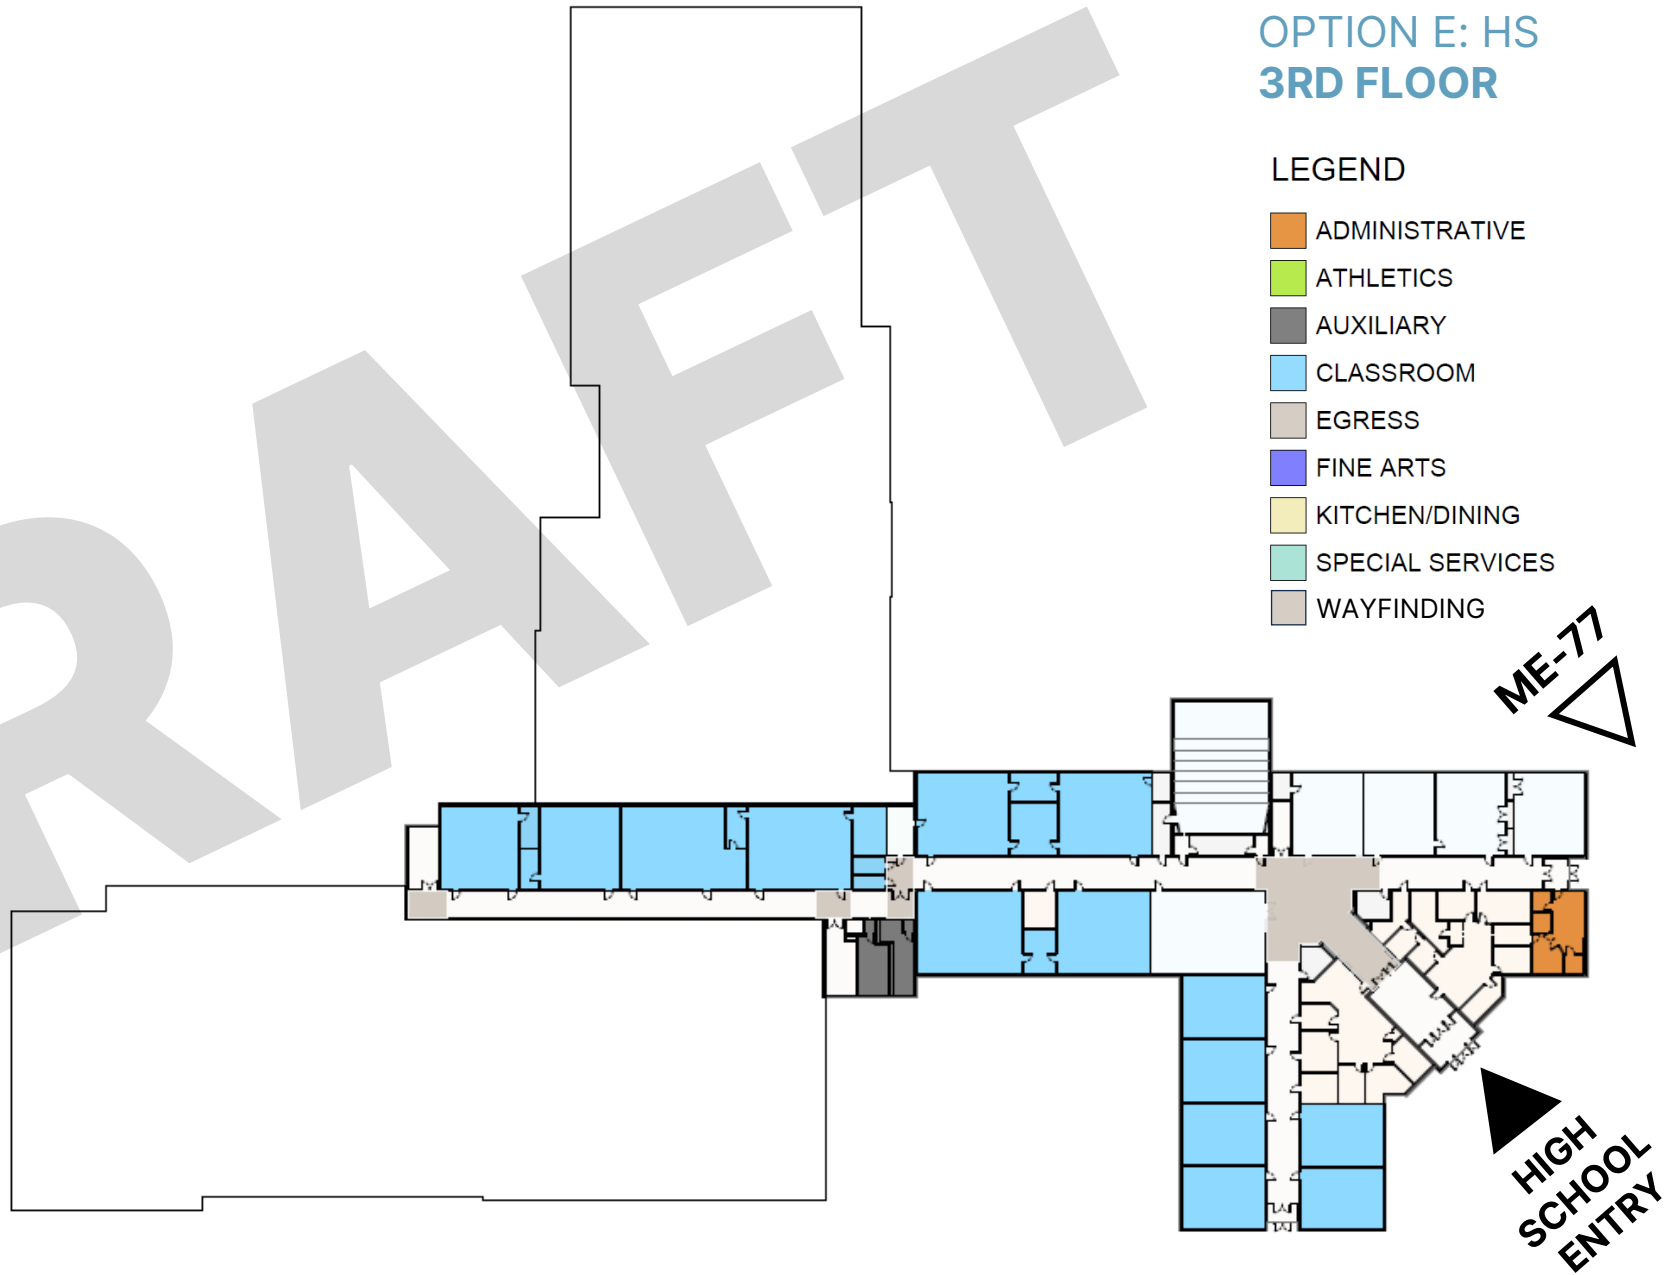 OPTION E: HS
3RD FLOOR
LEGEND
ADMINISTRATIVE
ATHLETICS
AUXILIARY
CLASSROOM
EGRESS
FINE ARTS
KITCHEN/DINING
SPECIAL SERVICES
WAYFINDING
ME-77
HIGH
SCHOOL
ENTRY
RAFT